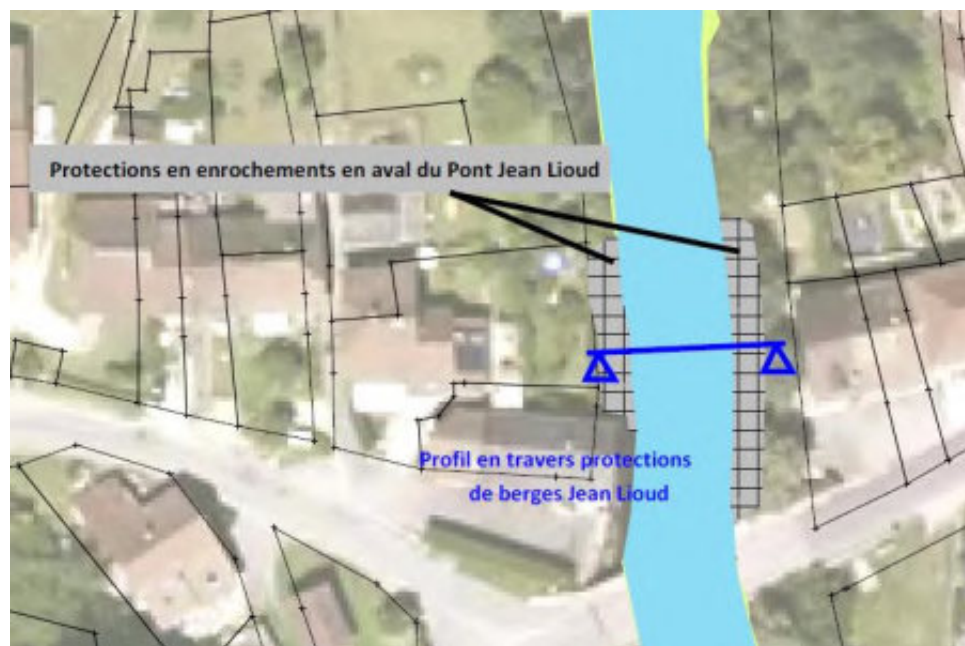 Protections en enrochements en aval du Pont Jean Lioud
Profil en travers protections
de berges Jean Lioud